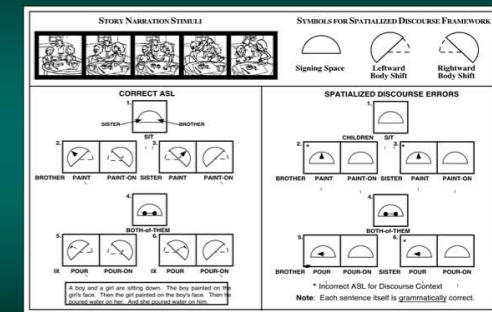 STORY NARRATION STIMULI
SYMBOLS FOR SPATIALIZED DISCOURSE FRAMEWORK
Signing Space
Leftward
Body Shift
Rightward
Body Shift
CORRECT ASL
1.
SISTER
BROTHER
SIT
2.
3.
BROTHER PAINT PAINT-ON SISTER PAINT PAINT-ON
4.
BOTH-of-THEM
5.
6.
IX POUR POUR-ON IX POUR POUR-ON
A boy and a girl are sitting down. The boy painted on the
girl's face. Then the girl painted on the boy's face. Then he
poured water on her. And she poured water on him.
SPATIALIZED DISCOURSE ERRORS
1.
CHILDREN SIT
2. *
3. *
BROTHER PAINT PAINT-ON SISTER PAINT PAINT-ON
4.
BOTH-of-THEM
5.
6. *
BROTHER POUR POUR-ON SISTER POUR POUR-ON
* Incorrect ASL for Discourse Context
Note: Each sentence itself is grammatically correct.